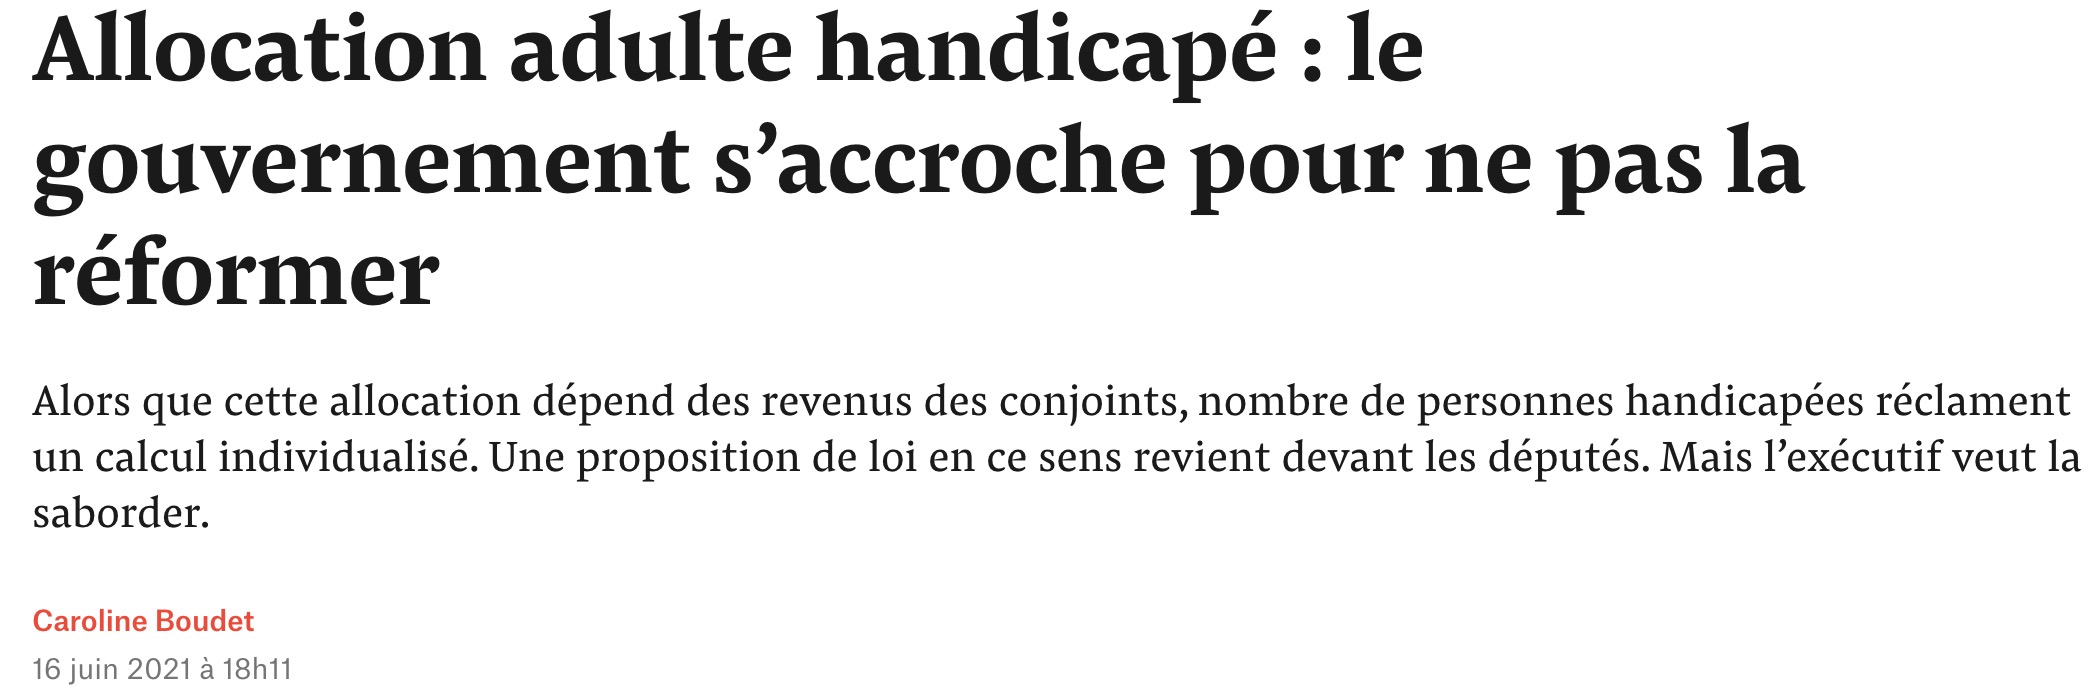 Allocation adulte handicapé : le
gouvernement s’accroche pour ne pas la
réformer
Alors que cette allocation dépend des revenus des conjoints, nombre de personnes handicapées réclament
un calcul individualisé. Une proposition de loi en ce sens revient devant les députés. Mais l’exécutif veut la
saborder.
Caroline Boudet
16 juin 2021 à 18h11